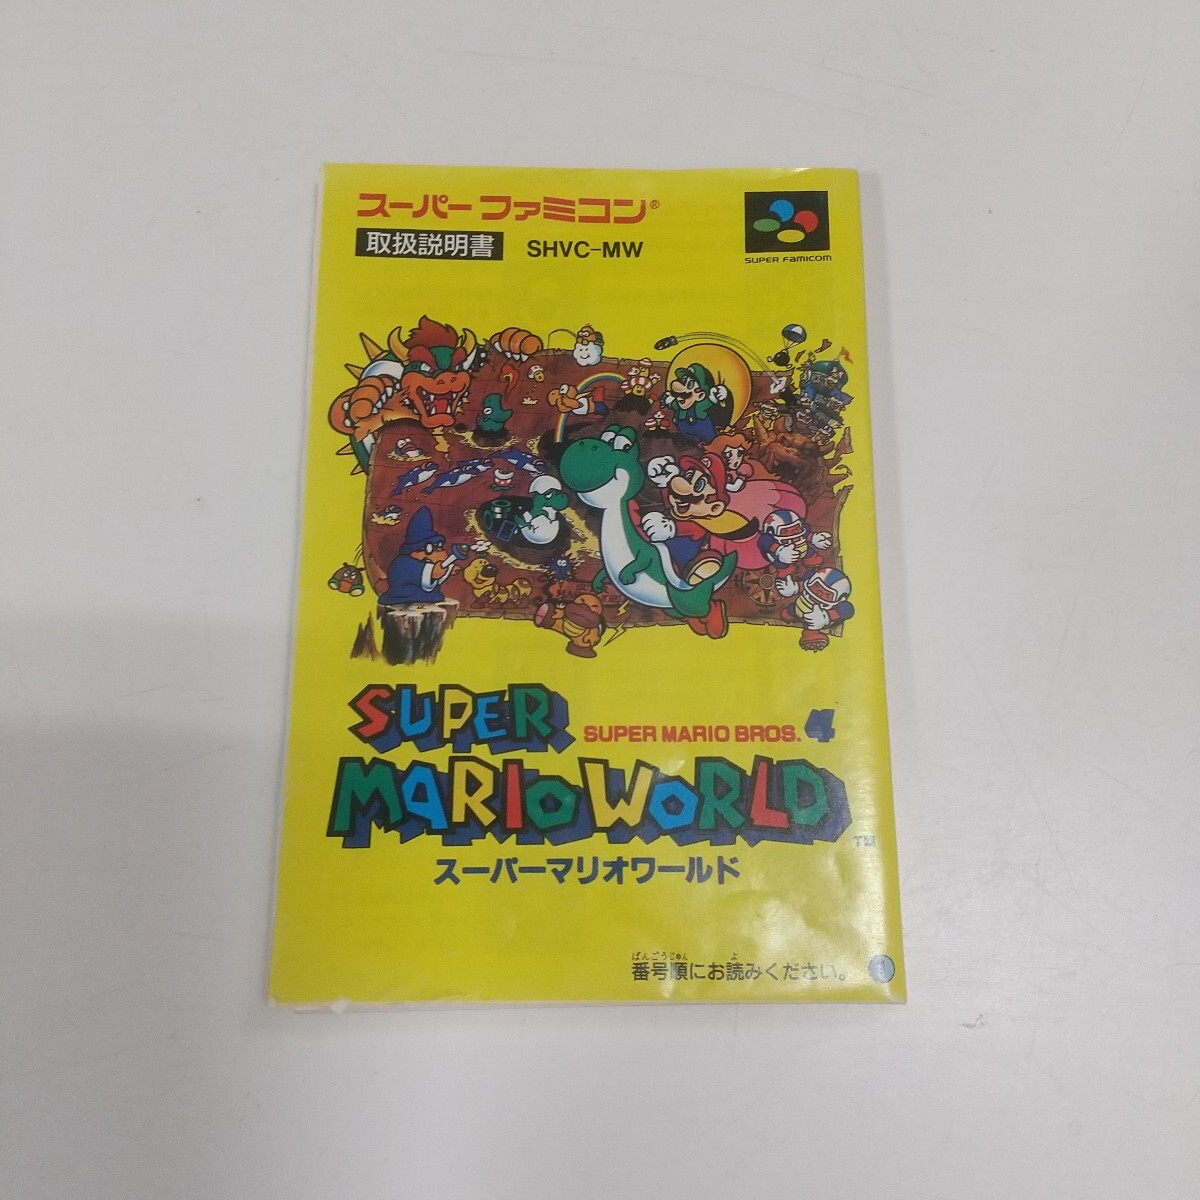 スーパーファミコン®
取扱説明書 SHVC-MW
SUPER FAMICOM
SUPER
SUPER MARIO BROS. 4
MARIO WORLD
TM
スーパーマリオワールド
ばんごうじゅん よ
番号順にお読みください。
1